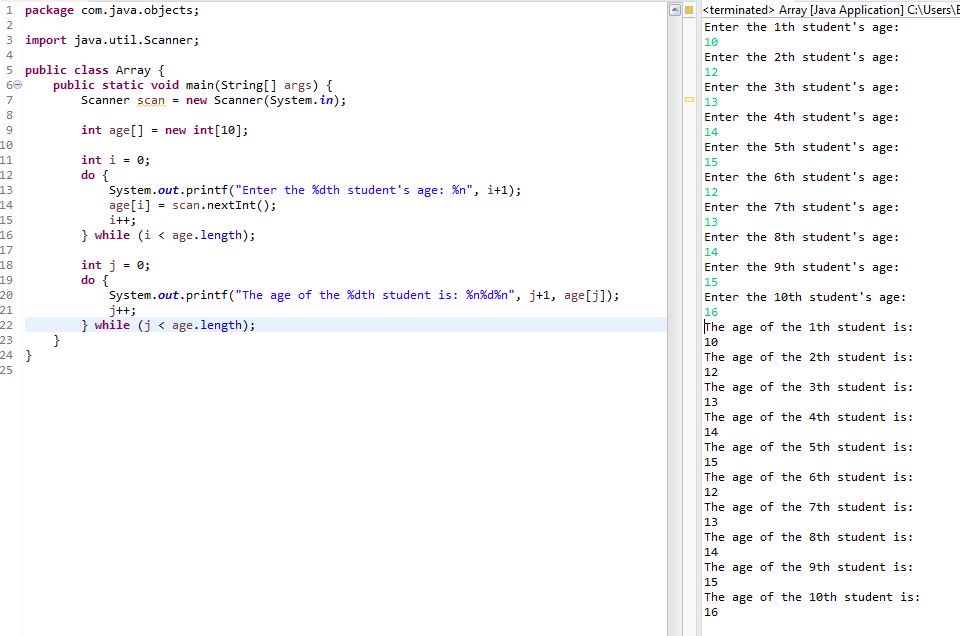 1 package com.java.objects;
2
3 import java.util.Scanner;
4
5 public class Array {
6 public static void main(String[] args) {
7 Scanner scan = new Scanner(System.in);
8
9 int age[] = new int[10];
10
11 int i = 0;
12 do {
13 System.out.printf("Enter the %dth student's age: %n", i+1);
14 age[i] = scan.nextInt();
15 i++;
16 } while (i < age.length);
17
18 int j = 0;
19 do {
20 System.out.printf("The age of the %dth student is: %n%d%n", j+1, age[j]);
21 j++;
22 } while (j < age.length);
23 }
24 }
25
<terminated> Array [Java Application] C:\Users\E
Enter the 1th student's age:
10
Enter the 2th student's age:
12
Enter the 3th student's age:
13
Enter the 4th student's age:
14
Enter the 5th student's age:
15
Enter the 6th student's age:
12
Enter the 7th student's age:
13
Enter the 8th student's age:
14
Enter the 9th student's age:
15
Enter the 10th student's age:
16
The age of the 1th student is:
10
The age of the 2th student is:
12
The age of the 3th student is:
13
The age of the 4th student is:
14
The age of the 5th student is:
15
The age of the 6th student is:
12
The age of the 7th student is:
13
The age of the 8th student is:
14
The age of the 9th student is:
15
The age of the 10th student is:
16